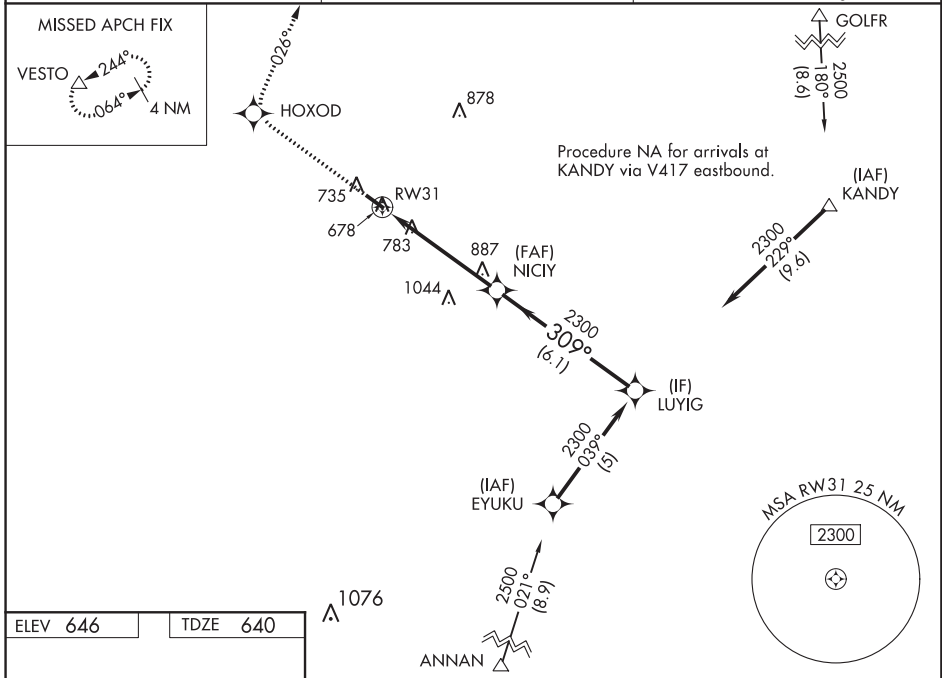 MISSED APCH FIX
VESTO
244°
064°
4 NM
026°
HOXOD
878
GOLFR
2500
180°
(8.6)
Procedure NA for arrivals at
KANDY via V417 eastbound.
(IAF)
KANDY
2300
229°
(9.6)
735
RW31
678
783
887
(FAF)
NICIY
1044
2300
309°
(6.1)
(IF)
LUYIG
2300
039°
(5)
(IAF)
EYUKU
MSA RW31 25 NM
2300
2500
021°
(8.9)
1076
ANNAN
ELEV 646
TDZE 640